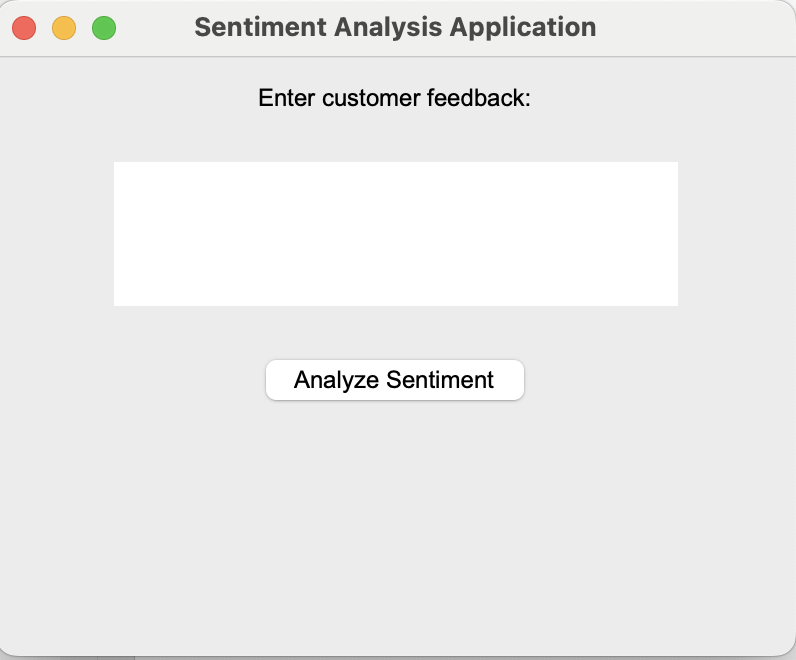 Sentiment Analysis Application
Enter customer feedback:
Analyze Sentiment